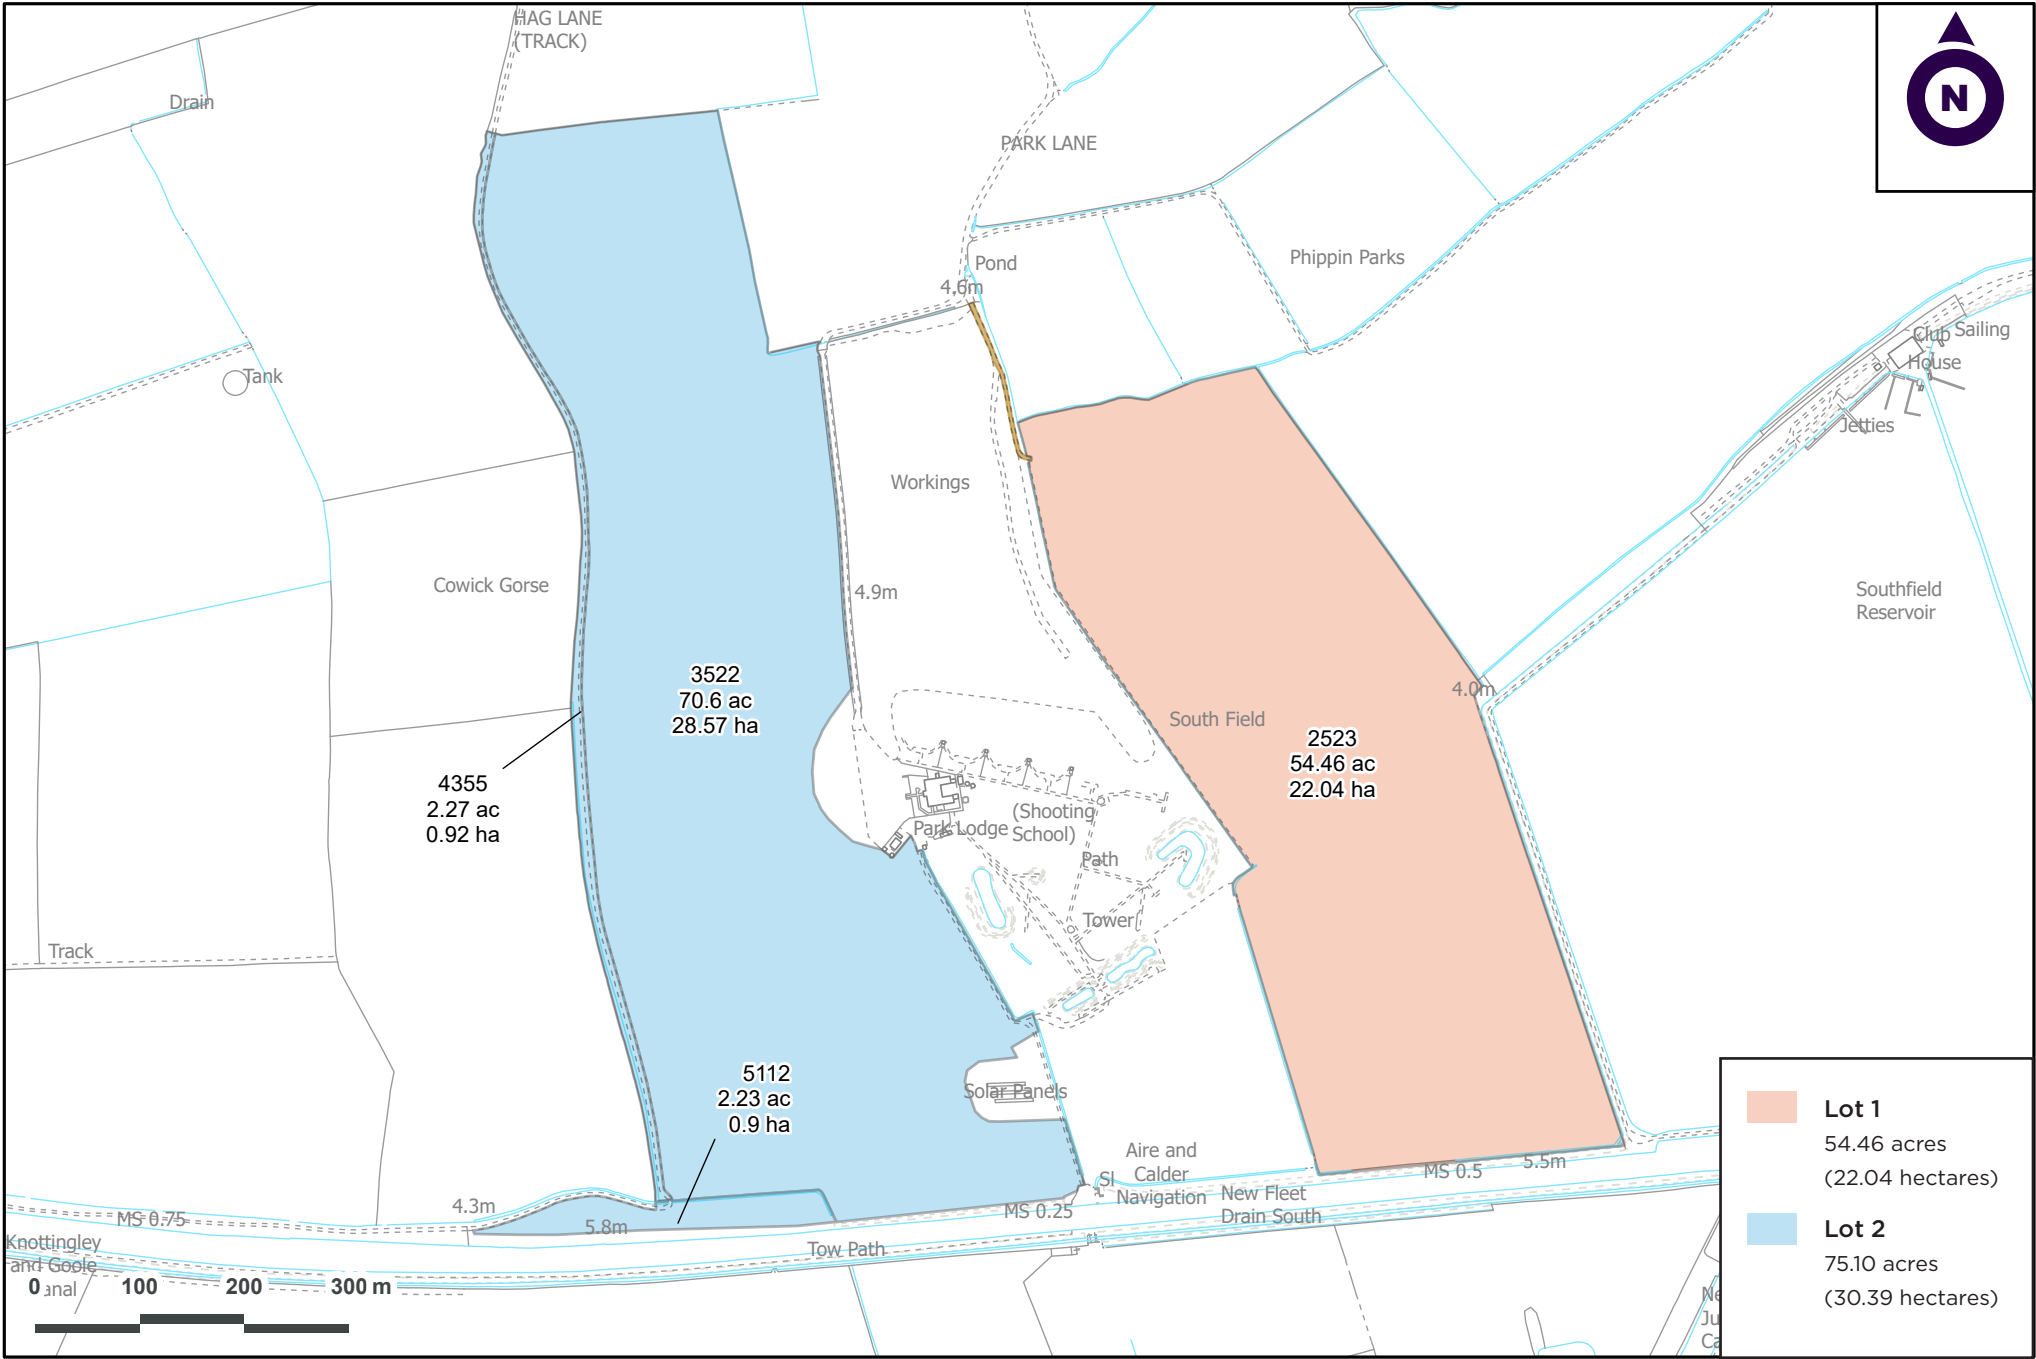 HAG LANE
(TRACK)
Drain
N
PARK LANE
Pond
4.6m
Phippin Parks
Club Sailing
House
Jetties
Tank
Workings
Cowick Gorse
4.9m
Southfield
Reservoir
3522
70.6 ac
28.57 ha
4.0m
South Field
2523
54.46 ac
22.04 ha
4355
2.27 ac
0.92 ha
(Shooting
School)
Park Lodge
Path
Tower
Track
5112
2.23 ac
0.9 ha
Solar Panels
Aire and
Calder
Navigation
Sl
MS 0.5
5.5m
New Fleet
Drain South
MS 0.25
4.3m
5.8m
MS 0.75
Tow Path
Knottingley
and Goole
anal
0 100 200 300 m
Lot 1
54.46 acres
(22.04 hectares)
Lot 2
75.10 acres
(30.39 hectares)
Ne
Ju
Ca